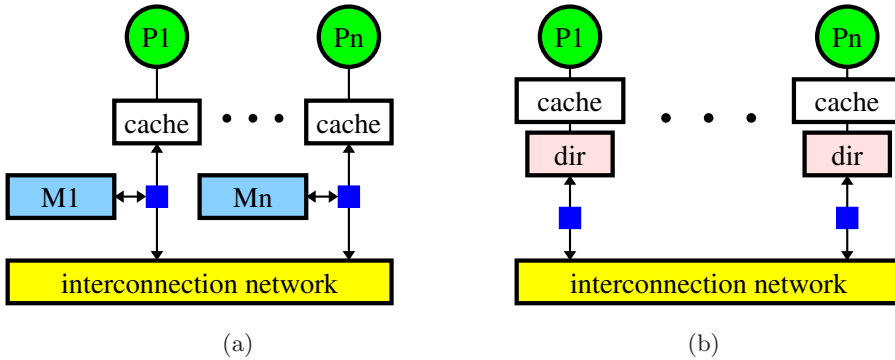 P1 Pn
cache cache
M1 Mn
interconnection network
(a)
P1 Pn
cache cache
dir dir
interconnection network
(b)